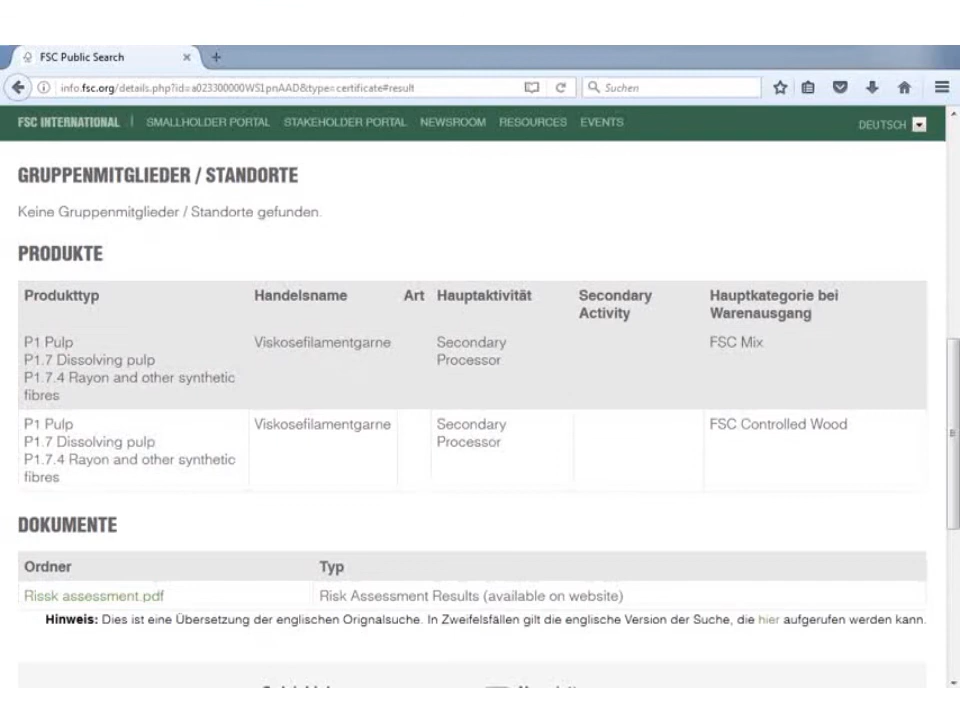 FSC Public Search
info.fsc.org/details.php?id=a023300000WS1pnAAD&type=certificate#result
Suchen
FSC INTERNATIONAL | SMALLHOLDER PORTAL STAKEHOLDER PORTAL NEWSROOM RESOURCES EVENTS DEUTSCH
GRUPPENMITGLIEDER / STANDORTE
Keine Gruppenmitglieder / Standorte gefunden.
PRODUKTE
Produkttyp Handelsname Art Hauptaktivität Secondary Activity Hauptkategorie bei Warenausgang
P1 Pulp Viskosefilamentgarne Secondary FSC Mix
P1.7 Dissolving pulp Processor
P1.7.4 Rayon and other synthetic
fibres
P1 Pulp Viskosefilamentgarne Secondary FSC Controlled Wood
P1.7 Dissolving pulp Processor
P1.7.4 Rayon and other synthetic
fibres
DOKUMENTE
Ordner Typ
Rissk assessment.pdf Risk Assessment Results (available on website)
Hinweis: Dies ist eine Übersetzung der englischen Orignalsuche. In Zweifelsfällen gilt die englische Version der Suche, die hier aufgerufen werden kann.